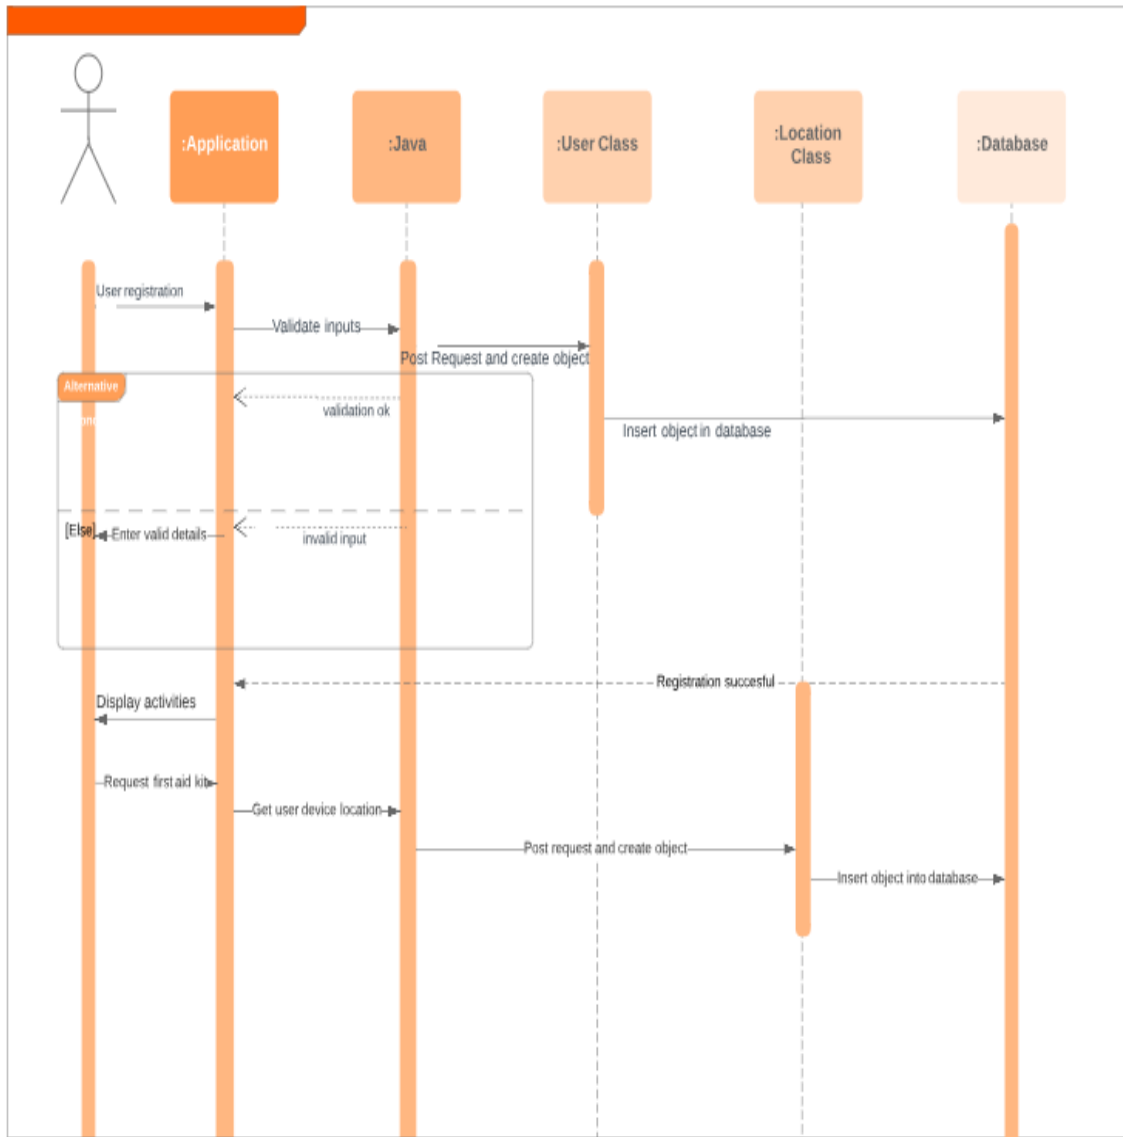 :Application
:Java
:User Class
:Location
Class
:Database
User registration
Validate inputs
Post Request and create object
Alternative
validation ok
Insert object in database
[Else]
Enter valid details
invalid input
Registration succesful
Display activities
Request first aid kit
Get user device location
Post request and create object
Insert object into database